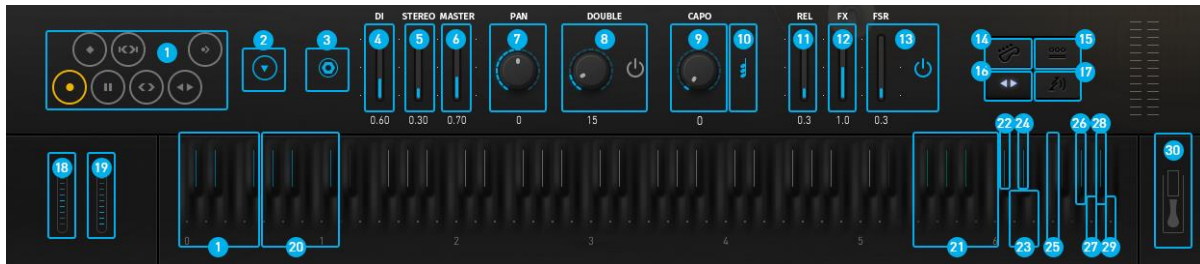 DI STEREO MASTER PAN DOUBLE CAPO REL FX FSR
1 2 3 4 5 6 7 8 9 10 11 12 13 14 15
16 17
0.60 0.30 0.70 0 15 0 0.3 1.0 0.3
22 24 26 28
18 19 30
0 1 20 1 2 3 4 5 21 6 23 25 27 29